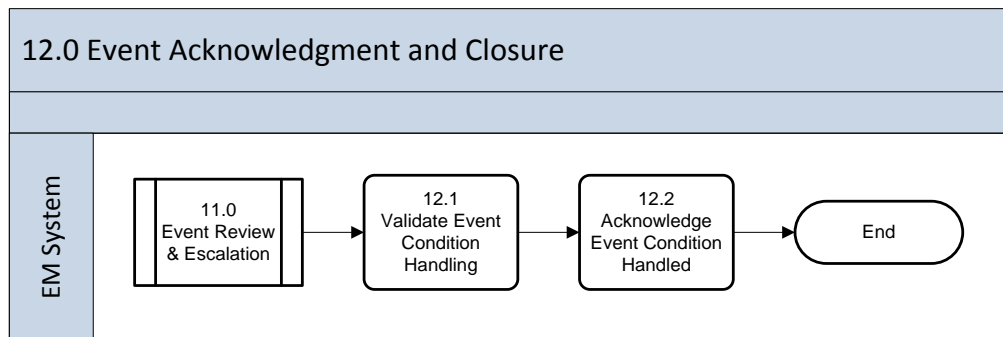 12.0 Event Acknowledgment and Closure
EM System
11.0
Event Review
& Escalation
12.1
Validate Event
Condition
Handling
12.2
Acknowledge
Event Condition
Handled
End